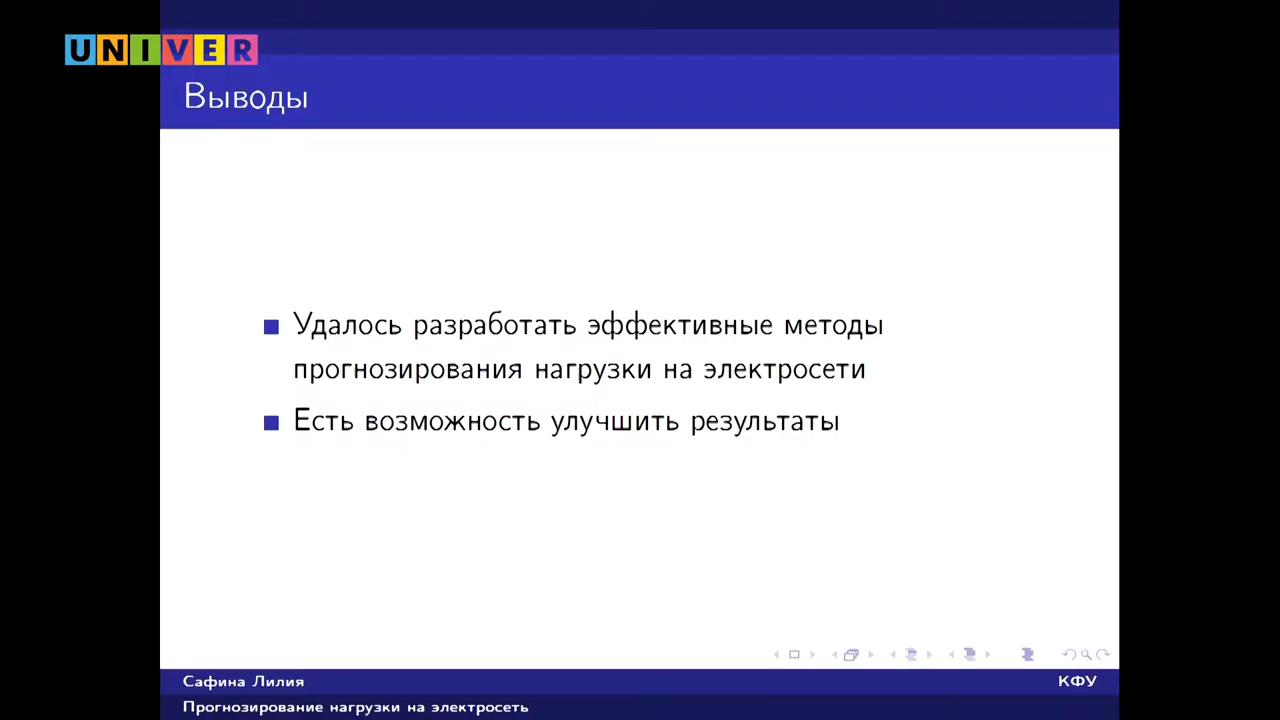 UNIVER
Выводы
Удалось разработать эффективные методы
прогнозирования нагрузки на электросети
Есть возможность улучшить результаты
Сафина Лилия
КФУ
Прогнозирование нагрузки на электросеть